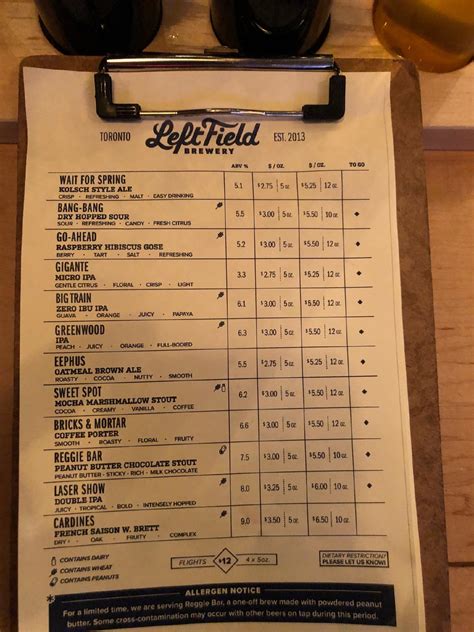 TORONTO LeftField BREWERY EST. 2013
ABV % $ / OZ. $ / OZ. TO GO
WAIT FOR SPRING
KOLSCH STYLE ALE 5.1 $2.75 5 oz. $5.25 12 oz.
CRISP · REFRESHING · MALT · EASY DRINKING
BANG-BANG
DRY HOPPED SOUR 5.5 $3.00 5 oz. $5.50 10 oz. ♦
SOUR · REFRESHING · CANDY · FRESH CITRUS
GO-AHEAD
RASPBERRY HIBISCUS GOSE 5.2 $3.00 5 oz. $5.50 12 oz. ♦
BERRY · TART · SALT · REFRESHING
GIGANTE
MICRO IPA 3.3 $2.75 5 oz. $5.25 12 oz. ♦
GENTLE CITRUS · FLORAL · CRISP · LIGHT
BIG TRAIN
ZERO IBU IPA 6.1 $3.00 5 oz. $5.50 12 oz.
GUAVA · ORANGE · JUICY · PAPAYA
GREENWOOD
IPA 6.3 $3.00 5 oz. $5.50 12 oz.
PEACH · JUICY · ORANGE · FULL-BODIED
EEPHUS
OATMEAL BROWN ALE 5.5 $2.75 5 oz. $5.25 12 oz. ♦
ROASTY · COCOA · NUTTY · SMOOTH
SWEET SPOT
MOCHA MARSHMALLOW STOUT 6.2 $3.00 5 oz. $5.50 12 oz. ♦
COCOA · CREAMY · VANILLA · COFFEE
BRICKS & MORTAR
COFFEE PORTER 6.6 $3.00 5 oz. $5.50 12 oz. ♦
SMOOTH · ROASTY · FLORAL · FRUITY
REGGIE BAR
PEANUT BUTTER CHOCOLATE STOUT 7.5 $3.00 5 oz. $5.50 10 oz. ♦
PEANUT BUTTER · STICKY · RICH · MILK CHOCOLATE
LASER SHOW
DOUBLE IPA 8.0 $3.25 5 oz. $6.00 12 oz. ♦
JUICY · TROPICAL · BOLD · INTENSELY HOPPED
CARDINES
FRENCH SAISON W. BRETT 9.0 $3.50 5 oz. $6.50 10 oz.
DRY · OAK · FRUITY · COMPLEX
CONTAINS DAIRY
CONTAINS WHEAT
CONTAINS PEANUTS
FLIGHTS $12 4 x 5oz.
DIETARY RESTRICTION?
PLEASE LET US KNOW!
ALLERGEN NOTICE
For a limited time, we are serving Reggie Bar, a one-off brew made with powdered peanut
butter. Some cross-contamination may occur with other beers on tap during this period.